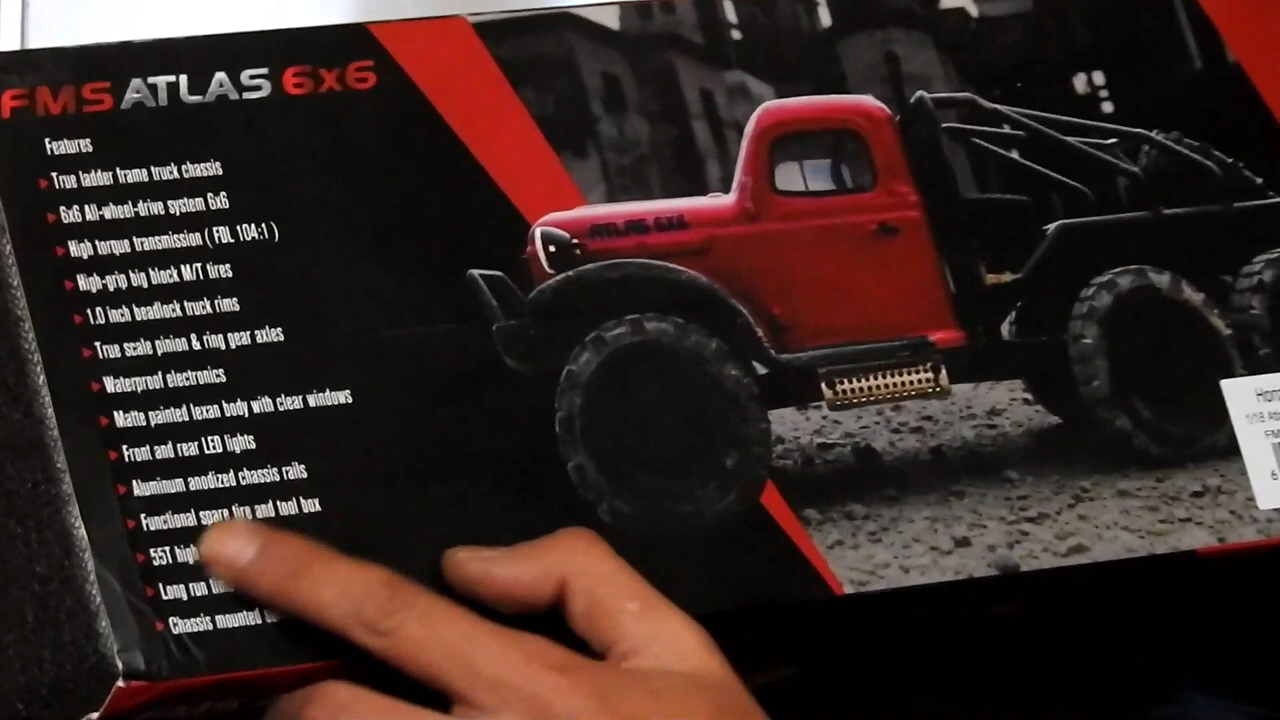 FMS ATLAS 6x6
Features
True ladder frame truck chassis
6x6 All-wheel-drive system 6x6
High torque transmission ( FDL 104:1 )
High-grip big block M/T tires
1.0 inch beadlock truck rims
True scale pinion & ring gear axles
Waterproof electronics
Matte painted lexan body with clear windows
Front and rear LED lights
Aluminum anodized chassis rails
Functional spare tire and tool box
55T high
Long run
Chassis mounted
ATLAS 6X6
1/18